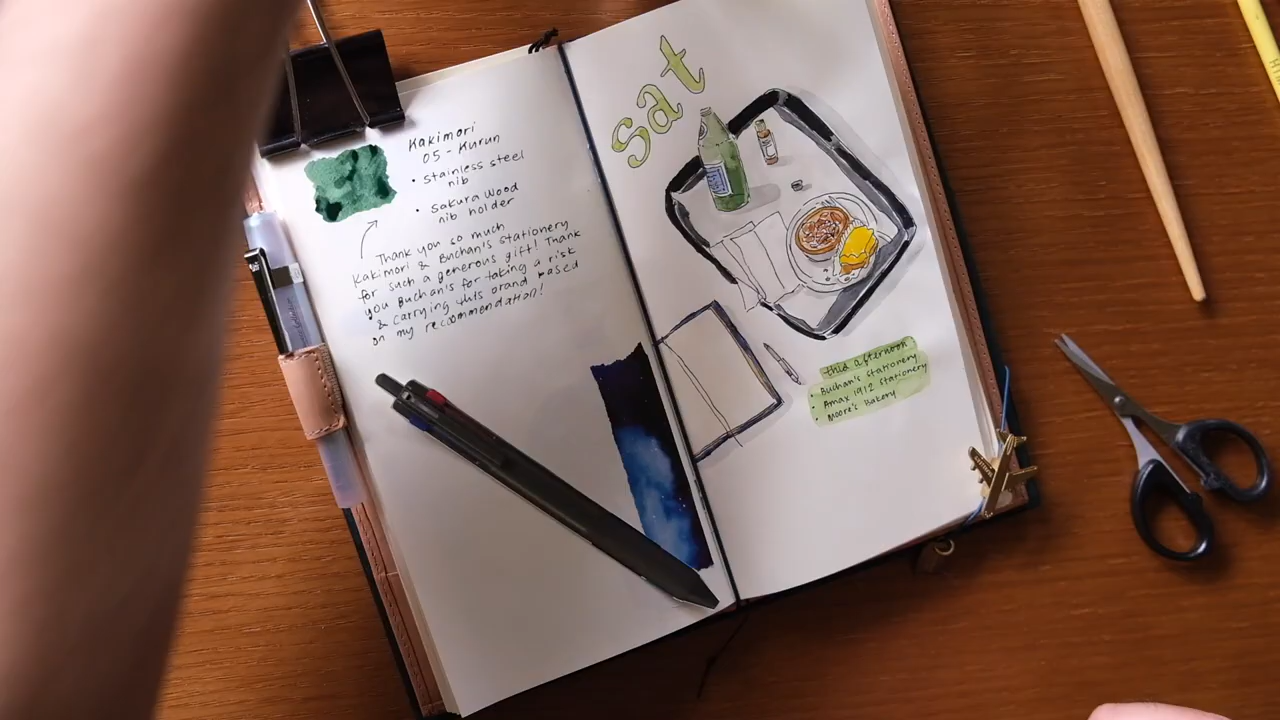 Kakimori
05 - Kurun
• Stainless steel
nib
• Sakura Wood
nib holder
Thank you so much
Kakimori & Buchan's Stationery
for such a generous gift! Thank
you Buchan's for taking a risk
& carrying this brand based
on my recommendation!
Sat
this afternoon
• Buchan's stationery
• Amax 1912 stationery
• Moore's Bakery
uni